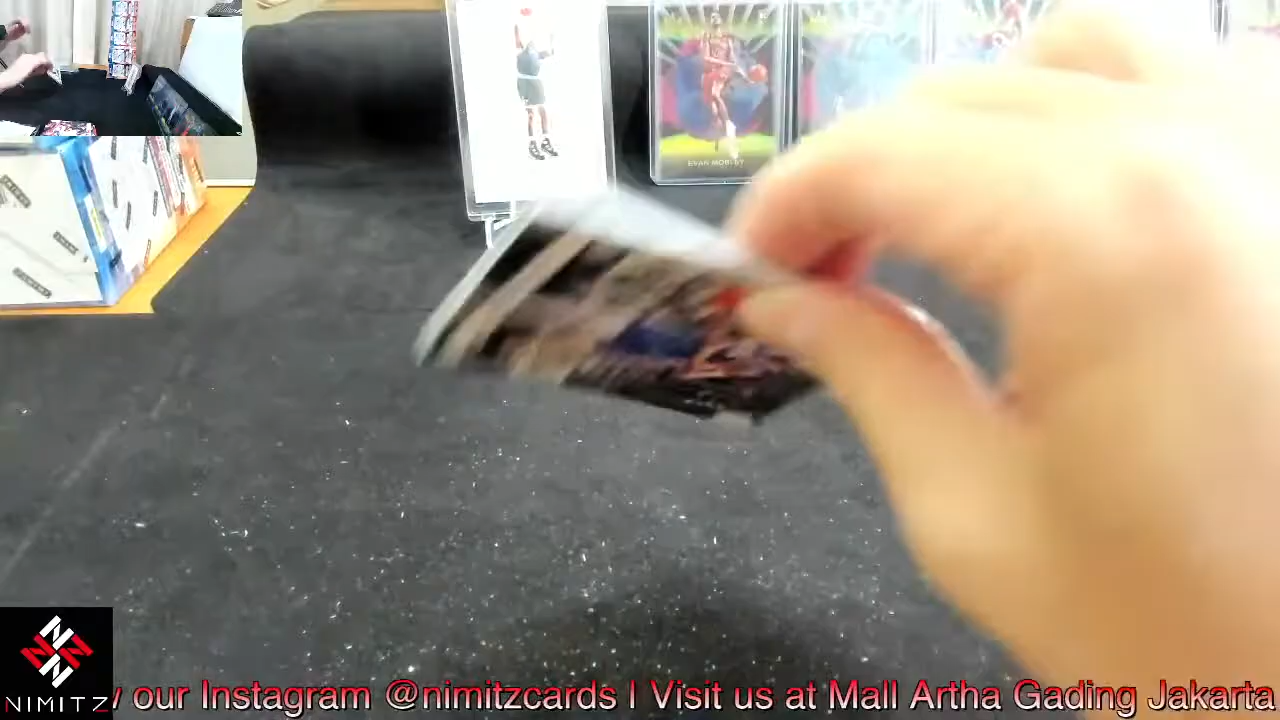 EVAN MOBLEY
NIMITZ
w our Instagram @nimitzcards | Visit us at Mall Artha Gading Jakarta